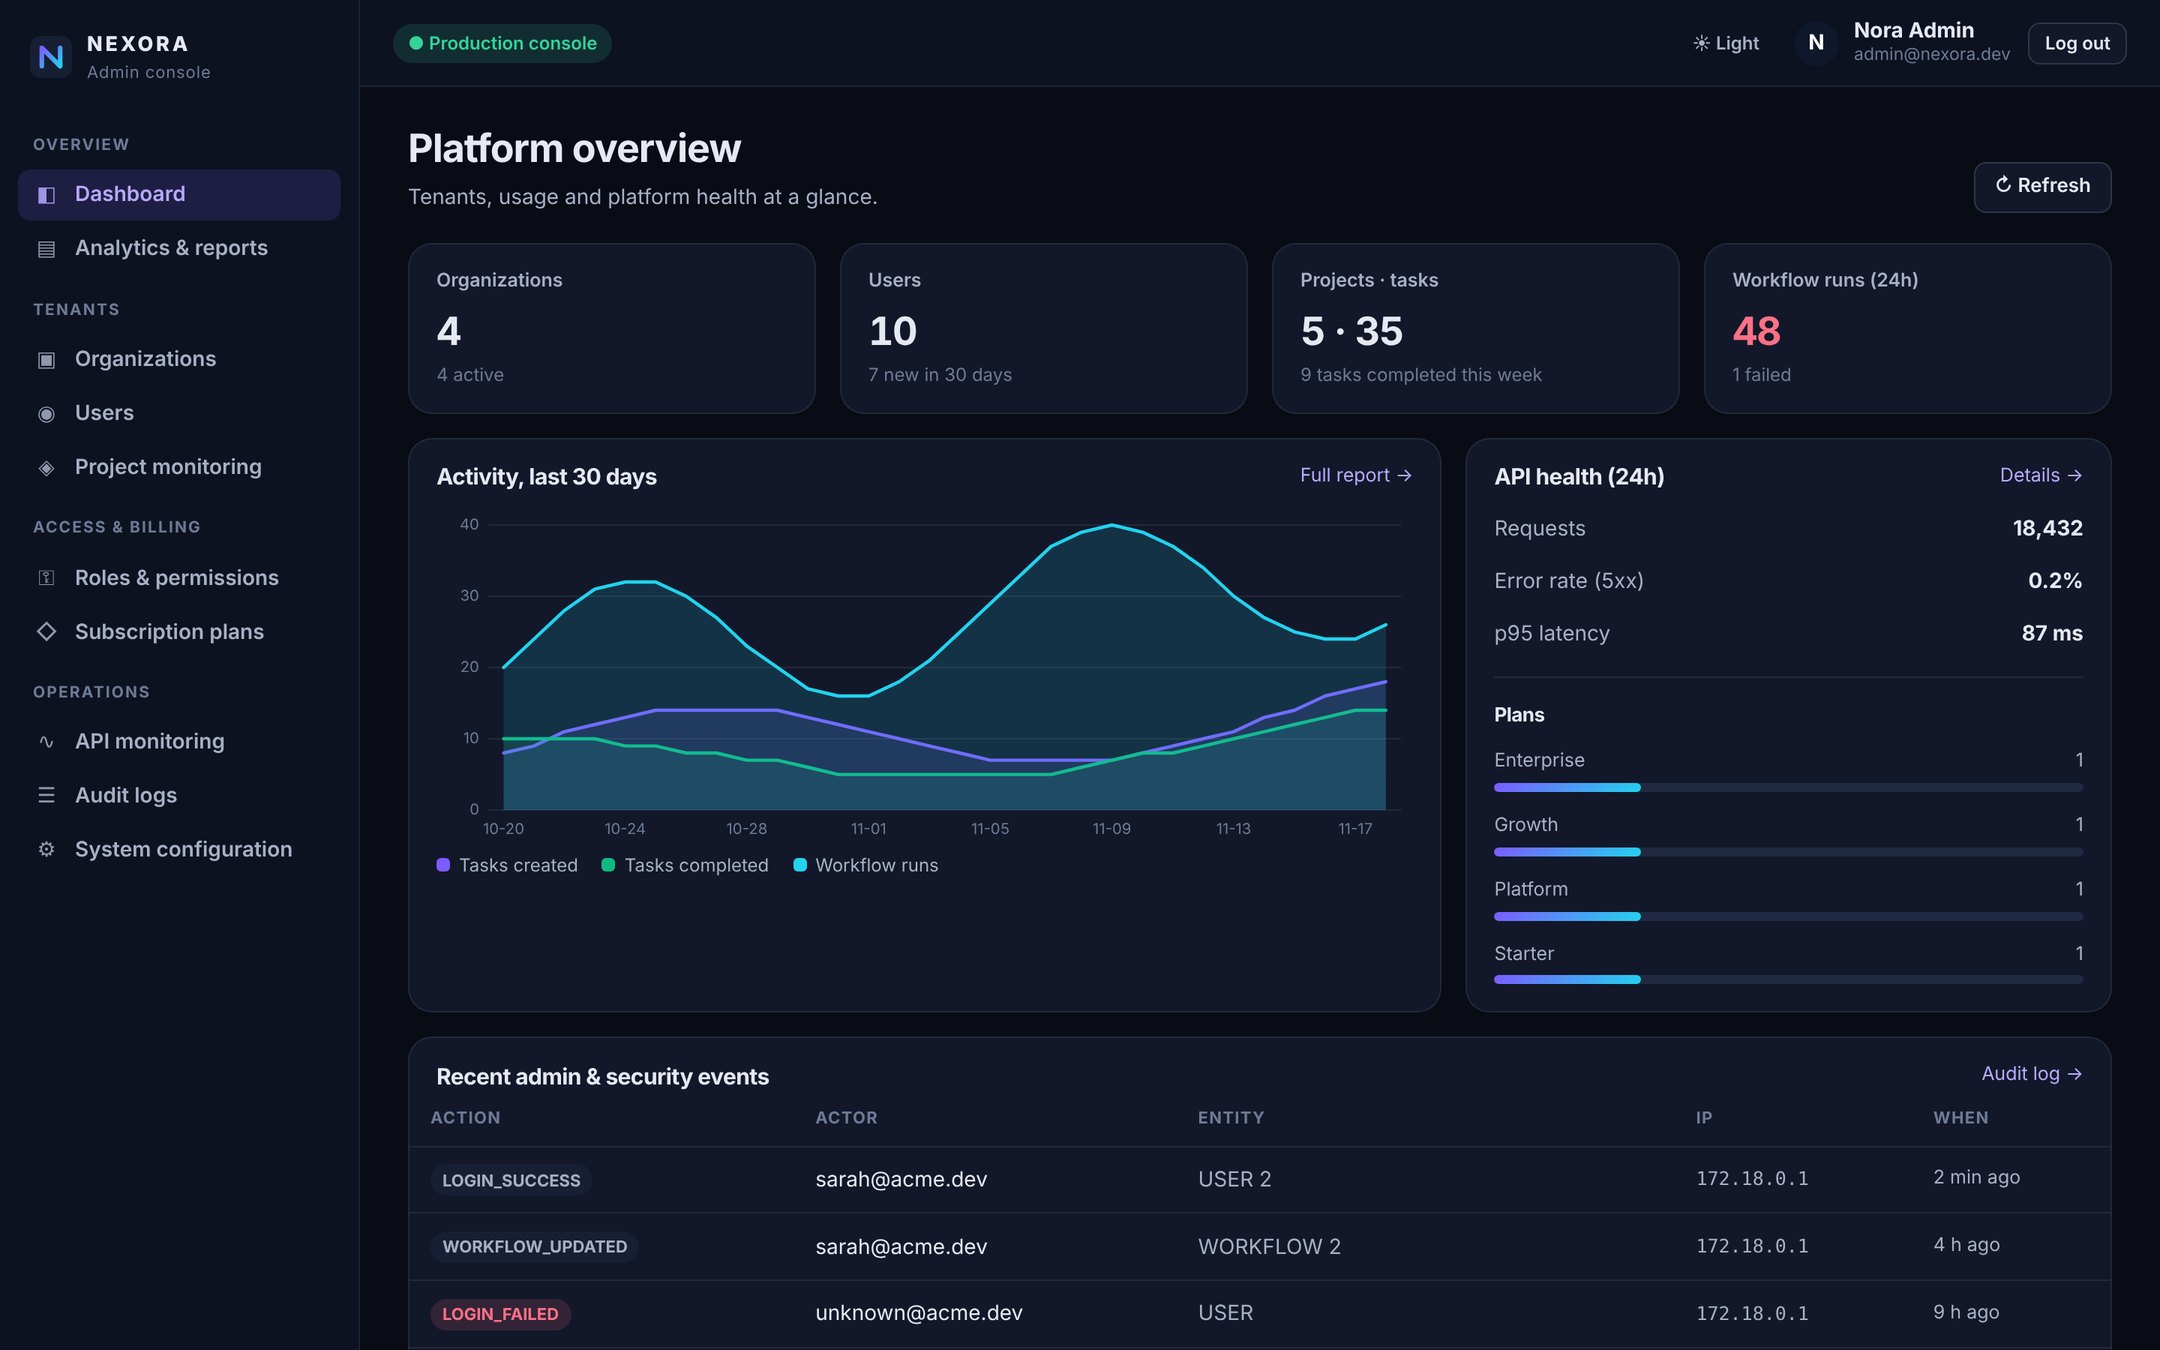 NEXORA
Admin console
OVERVIEW
Dashboard
Analytics & reports
TENANTS
Organizations
Users
Project monitoring
ACCESS & BILLING
Roles & permissions
Subscription plans
OPERATIONS
API monitoring
Audit logs
System configuration
Production console
Light
N
Nora Admin
admin@nexora.dev
Log out
Platform overview
Tenants, usage and platform health at a glance.
Refresh
Organizations
4
4 active
Users
10
7 new in 30 days
Projects · tasks
5 · 35
9 tasks completed this week
Workflow runs (24h)
48
1 failed
Activity, last 30 days
Full report →
40
30
20
10
0
10-20 10-24 10-28 11-01 11-05 11-09 11-13 11-17
Tasks created Tasks completed Workflow runs
API health (24h)
Details →
Requests 18,432
Error rate (5xx) 0.2%
p95 latency 87 ms
Plans
Enterprise 1
Growth 1
Platform 1
Starter 1
Recent admin & security events
Audit log →
ACTION ACTOR ENTITY IP WHEN
LOGIN_SUCCESS sarah@acme.dev USER 2 172.18.0.1 2 min ago
WORKFLOW_UPDATED sarah@acme.dev WORKFLOW 2 172.18.0.1 4 h ago
LOGIN_FAILED unknown@acme.dev USER 172.18.0.1 9 h ago